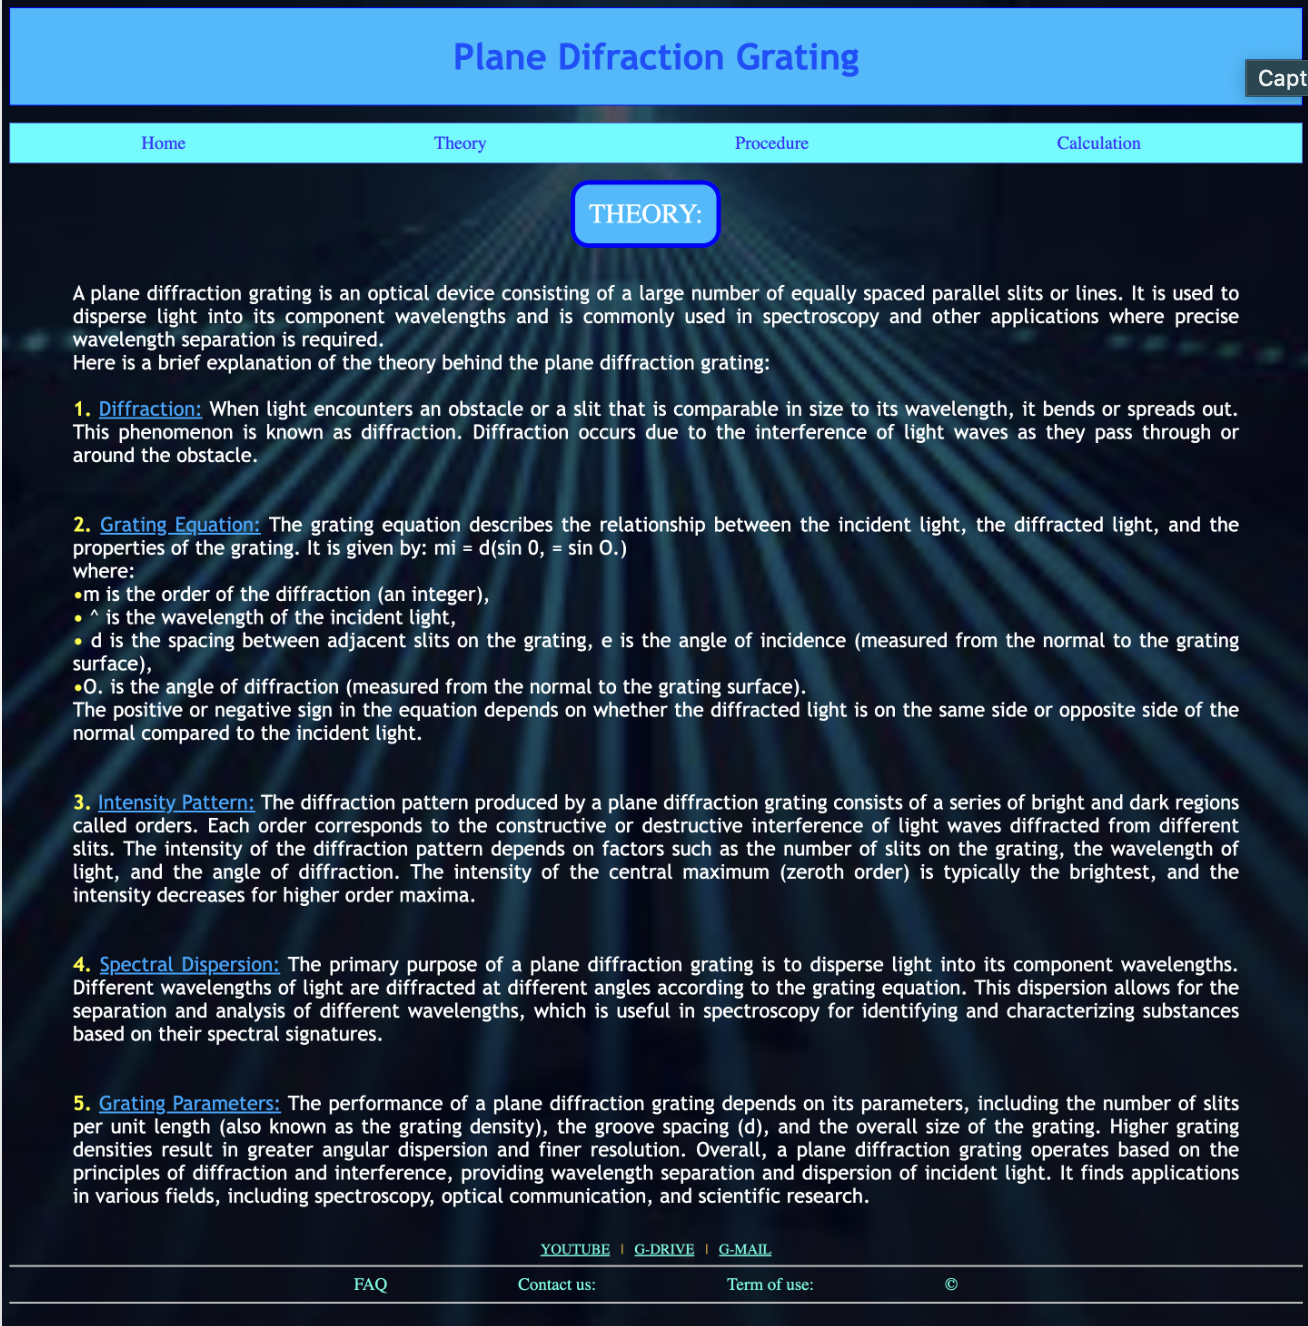 Plane Difraction Grating
Capt
Home Theory Procedure Calculation
THEORY:
A plane diffraction grating is an optical device consisting of a large number of equally spaced parallel slits or lines. It is used to
disperse light into its component wavelengths and is commonly used in spectroscopy and other applications where precise
wavelength separation is required.
Here is a brief explanation of the theory behind the plane diffraction grating:
1. Diffraction: When light encounters an obstacle or a slit that is comparable in size to its wavelength, it bends or spreads out.
This phenomenon is known as diffraction. Diffraction occurs due to the interference of light waves as they pass through or
around the obstacle.
2. Grating Equation: The grating equation describes the relationship between the incident light, the diffracted light, and the
properties of the grating. It is given by: mi = d(sin 0, = sin O.)
where:
•m is the order of the diffraction (an integer),
• ^ is the wavelength of the incident light,
• d is the spacing between adjacent slits on the grating, e is the angle of incidence (measured from the normal to the grating
surface),
•O. is the angle of diffraction (measured from the normal to the grating surface).
The positive or negative sign in the equation depends on whether the diffracted light is on the same side or opposite side of the
normal compared to the incident light.
3. Intensity Pattern: The diffraction pattern produced by a plane diffraction grating consists of a series of bright and dark regions
called orders. Each order corresponds to the constructive or destructive interference of light waves diffracted from different
slits. The intensity of the diffraction pattern depends on factors such as the number of slits on the grating, the wavelength of
light, and the angle of diffraction. The intensity of the central maximum (zeroth order) is typically the brightest, and the
intensity decreases for higher order maxima.
4. Spectral Dispersion: The primary purpose of a plane diffraction grating is to disperse light into its component wavelengths.
Different wavelengths of light are diffracted at different angles according to the grating equation. This dispersion allows for the
separation and analysis of different wavelengths, which is useful in spectroscopy for identifying and characterizing substances
based on their spectral signatures.
5. Grating Parameters: The performance of a plane diffraction grating depends on its parameters, including the number of slits
per unit length (also known as the grating density), the groove spacing (d), and the overall size of the grating. Higher grating
densities result in greater angular dispersion and finer resolution. Overall, a plane diffraction grating operates based on the
principles of diffraction and interference, providing wavelength separation and dispersion of incident light. It finds applications
in various fields, including spectroscopy, optical communication, and scientific research.
YOUTUBE | G-DRIVE | G-MAIL
FAQ Contact us: Term of use: ©